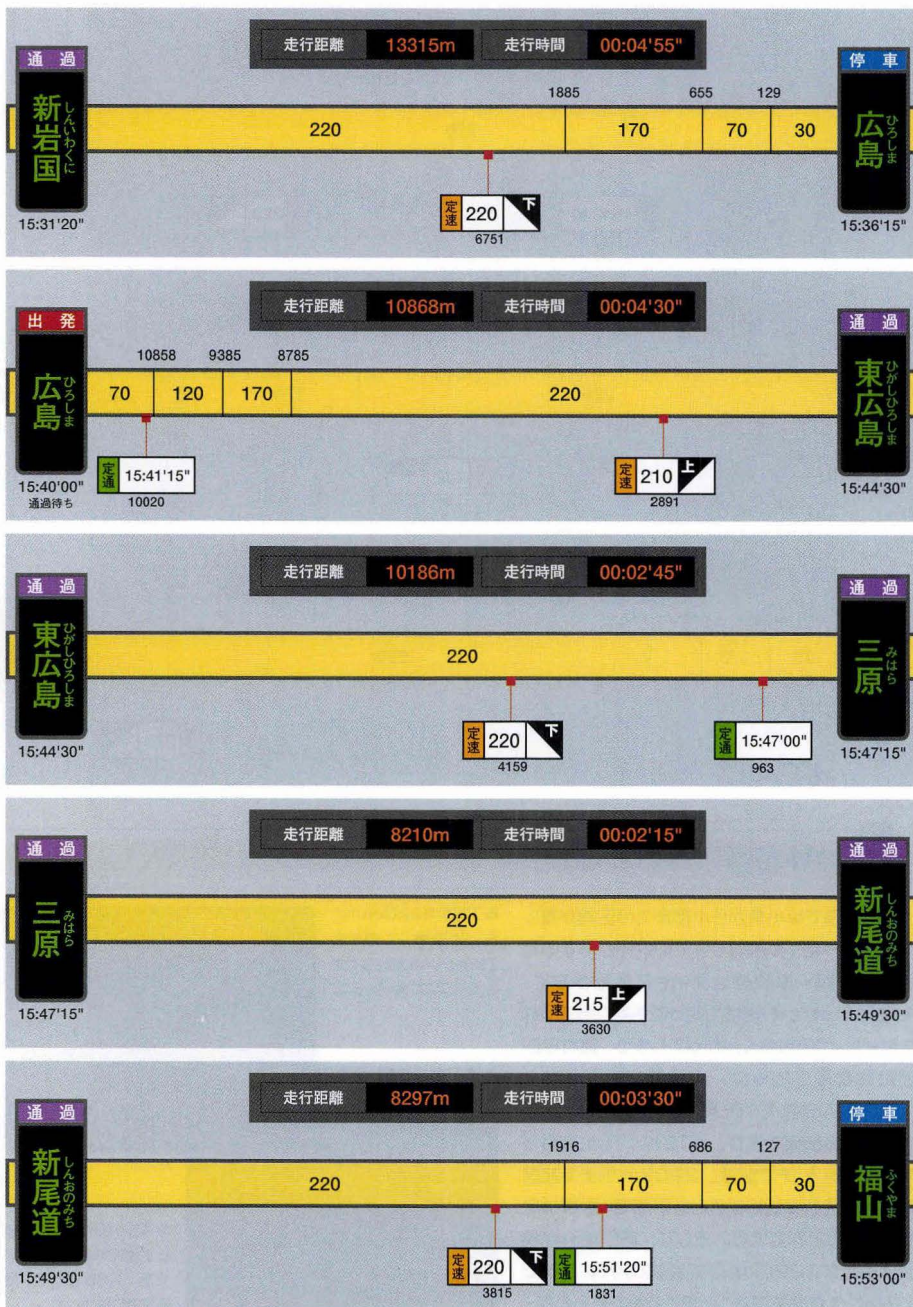 走行距離 13315m 走行時間 00:04'55"
通過
新岩国
しんいわくに
15:31'20"
1885 655 129
220 170 70 30
定速 220 下
6751
停車
広島
ひろしま
15:36'15"
走行距離 10868m 走行時間 00:04'30"
出発
広島
ひろしま
15:40'00"
通過待ち
10858 9385 8785
70 120 170 220
定通 15:41'15"
10020
定速 210 上
2891
通過
東広島
ひがしひろしま
15:44'30"
走行距離 10186m 走行時間 00:02'45"
通過
東広島
ひがしひろしま
15:44'30"
220
定速 220 下
4159
定通 15:47'00"
963
通過
三原
みはら
15:47'15"
走行距離 8210m 走行時間 00:02'15"
通過
三原
みはら
15:47'15"
220
定速 215 上
3630
通過
新尾道
しんおのみち
15:49'30"
走行距離 8297m 走行時間 00:03'30"
通過
新尾道
しんおのみち
15:49'30"
1916 686 127
220 170 70 30
定速 220 下
3815
定通 15:51'20"
1831
停車
福山
ふくやま
15:53'00"